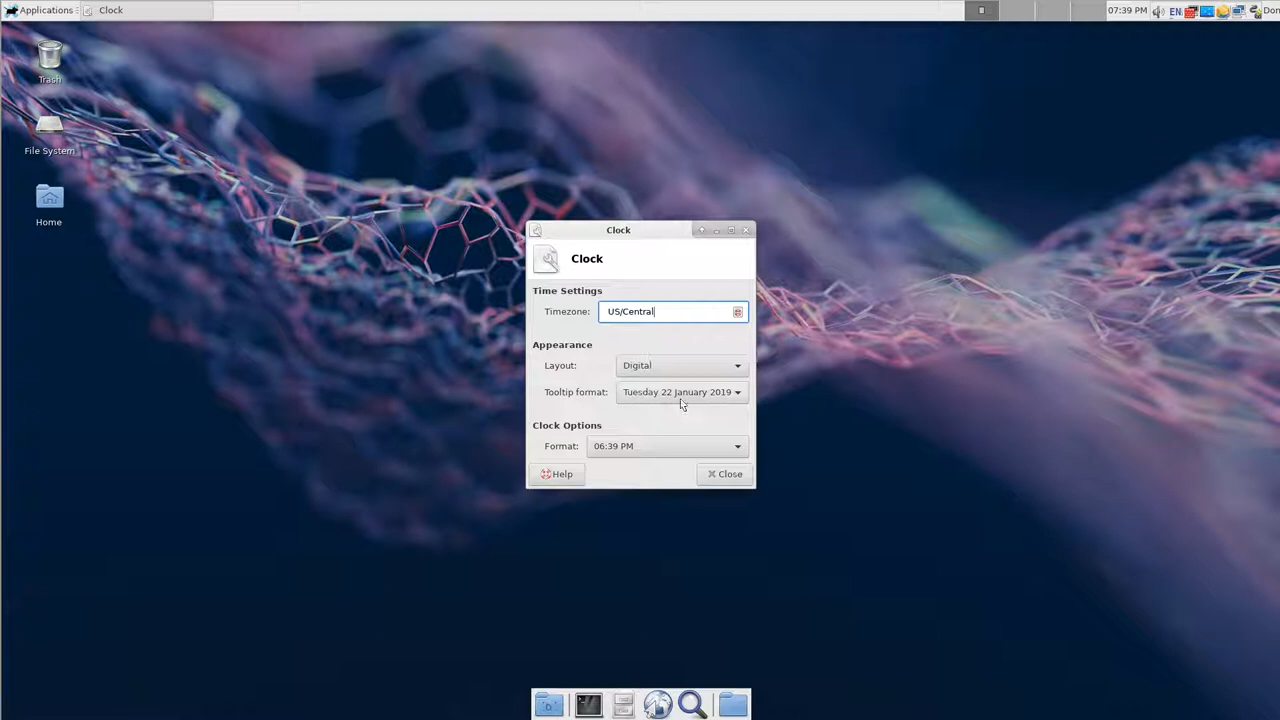 Applications
Clock
07:39 PM
EN
Don
Trash
File System
Home
Clock
Clock
Time Settings
Timezone: US/Central
Appearance
Layout: Digital
Tooltip format: Tuesday 22 January 2019
Clock Options
Format: 06:39 PM
Help
Close